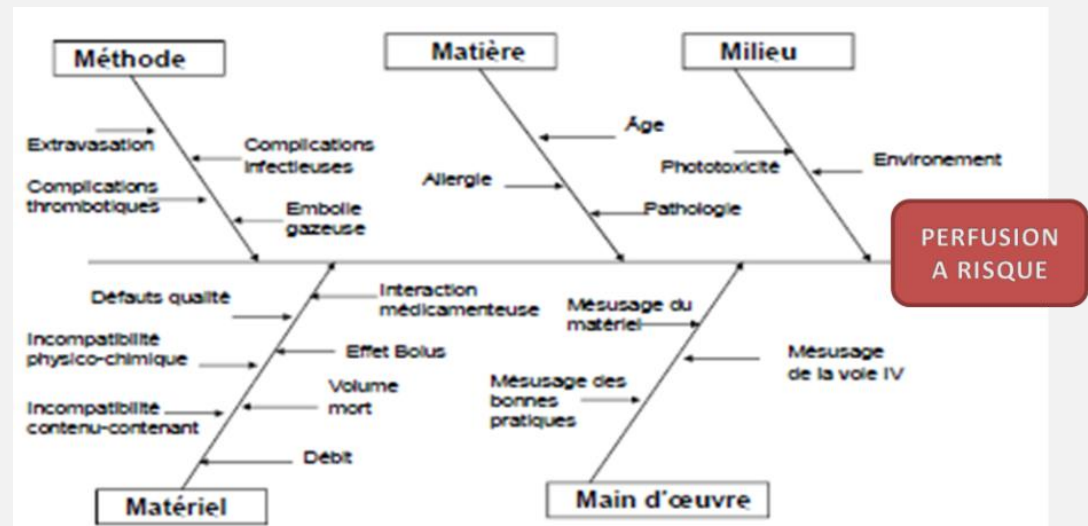 Méthode
Matière
Milieu
Extravasation
Complications
infectieuses
Complications
thrombotiques
Embolie
gazeuse
Âge
Allergie
Pathologie
Phototoxicité
Environement
PERFUSION
A RISQUE
Défauts qualité
Interaction
médicamenteuse
Incompatibilité
physico-chimique
Effet Bolus
Incompatibilité
contenu-contenant
Volume
mort
Débit
Mésusage du
matériel
Mésusage
de la voie IV
Mésusage des
bonnes
pratiques
Matériel
Main d'œuvre